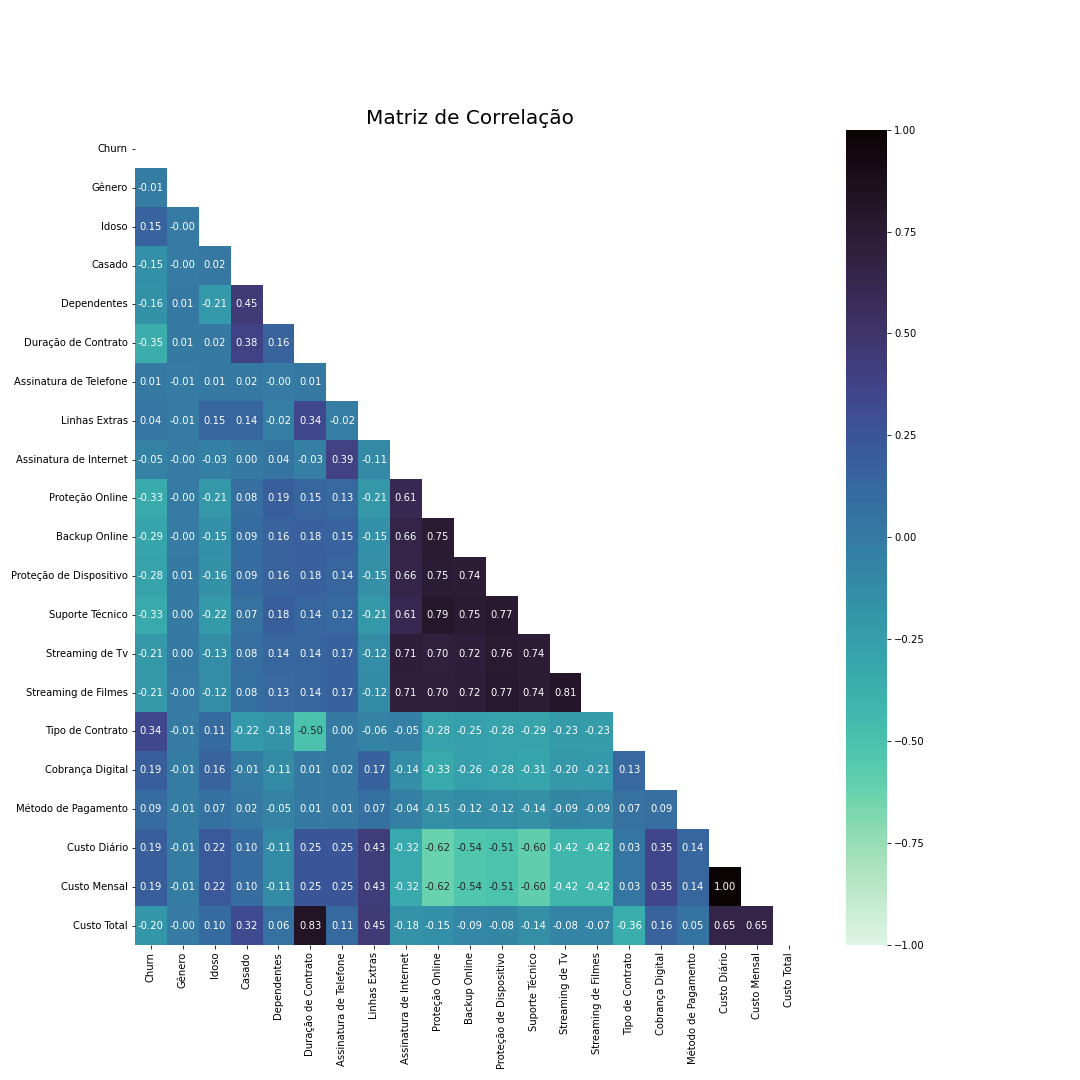 Matriz de Correlação
Churn
Gênero -0.01
Idoso 0.15 -0.00
Casado -0.15 -0.00 0.02
Dependentes -0.16 0.01 -0.21 0.45
Duração de Contrato -0.35 0.01 0.02 0.38 0.16
Assinatura de Telefone 0.01 -0.01 0.01 0.02 -0.00 0.01
Linhas Extras 0.04 -0.01 0.15 0.14 -0.02 0.34 -0.02
Assinatura de Internet -0.05 -0.00 -0.03 0.00 0.04 -0.03 0.39 -0.11
Proteção Online -0.33 -0.00 -0.21 0.08 0.19 0.15 0.13 -0.21 0.61
Backup Online -0.29 -0.00 -0.15 0.09 0.16 0.18 0.15 -0.15 0.66 0.75
Proteção de Dispositivo -0.28 0.01 -0.16 0.09 0.16 0.18 0.14 -0.15 0.66 0.75 0.74
Suporte Técnico -0.33 0.00 -0.22 0.07 0.18 0.14 0.12 -0.21 0.61 0.79 0.75 0.77
Streaming de Tv -0.21 0.00 -0.13 0.08 0.14 0.14 0.17 -0.12 0.71 0.70 0.72 0.76 0.74
Streaming de Filmes -0.21 -0.00 -0.12 0.08 0.13 0.14 0.17 -0.12 0.71 0.70 0.72 0.77 0.74 0.81
Tipo de Contrato 0.34 -0.01 0.11 -0.22 -0.18 -0.50 0.00 -0.06 -0.05 -0.28 -0.25 -0.28 -0.29 -0.23 -0.23
Cobrança Digital 0.19 -0.01 0.16 -0.01 -0.11 0.01 0.02 0.17 -0.14 -0.33 -0.26 -0.28 -0.31 -0.20 -0.21 0.13
Método de Pagamento 0.09 -0.01 0.07 0.02 -0.05 0.01 0.01 0.07 -0.04 -0.15 -0.12 -0.12 -0.14 -0.09 -0.09 0.07 0.09
Custo Diário 0.19 -0.01 0.22 0.10 -0.11 0.25 0.25 0.43 -0.32 -0.62 -0.54 -0.51 -0.60 -0.42 -0.42 0.03 0.35 0.14
Custo Mensal 0.19 -0.01 0.22 0.10 -0.11 0.25 0.25 0.43 -0.32 -0.62 -0.54 -0.51 -0.60 -0.42 -0.42 0.03 0.35 0.14 1.00
Custo Total -0.20 -0.00 0.10 0.32 0.06 0.83 0.11 0.45 -0.18 -0.15 -0.09 -0.08 -0.14 -0.08 -0.07 -0.36 0.16 0.05 0.65 0.65
Churn
Gênero
Idoso
Casado
Dependentes
Duração de Contrato
Assinatura de Telefone
Linhas Extras
Assinatura de Internet
Proteção Online
Backup Online
Proteção de Dispositivo
Suporte Técnico
Streaming de Tv
Streaming de Filmes
Tipo de Contrato
Cobrança Digital
Método de Pagamento
Custo Diário
Custo Mensal
Custo Total
1.00
0.75
0.50
0.25
0.00
−0.25
−0.50
−0.75
−1.00